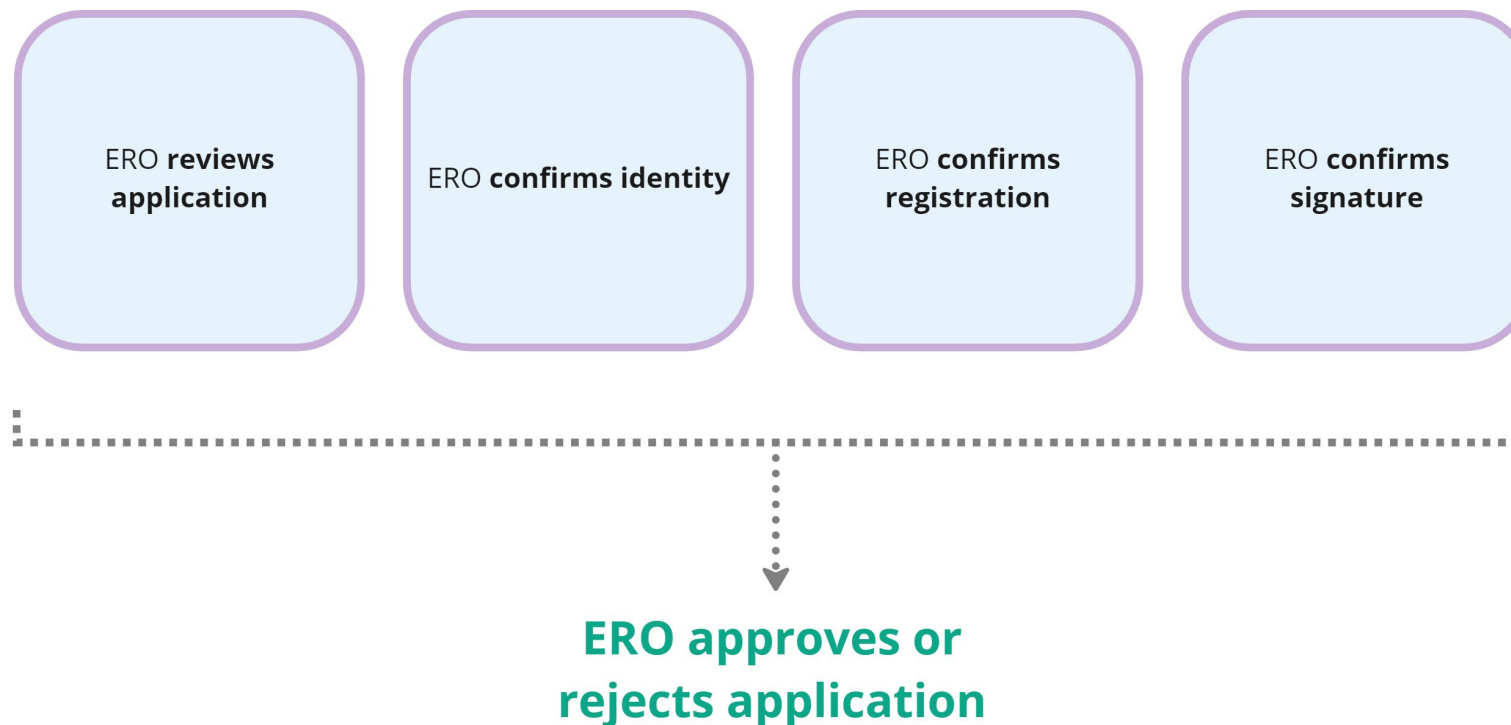 ERO reviews
application
ERO confirms identity
ERO confirms
registration
ERO confirms
signature
ERO approves or
rejects application